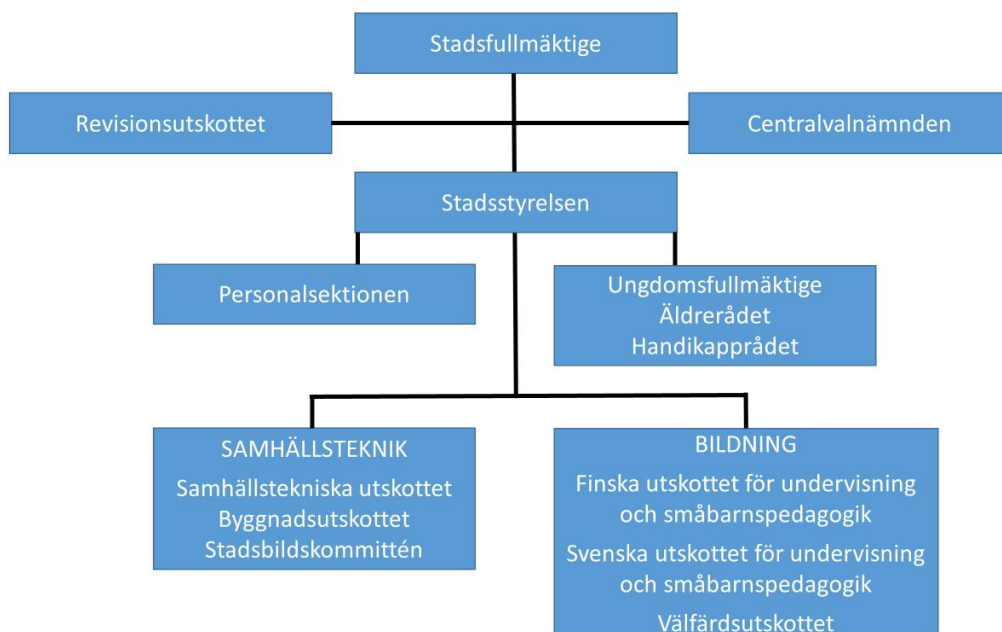 Stadsfullmäktige
Revisionsutskottet
Centralvalnämnden
Stadsstyrelsen
Personalsektionen
Ungdomsfullmäktige
Äldrerådet
Handikapprådet
SAMHÄLLSTEKNIK
Samhällstekniska utskottet
Byggnadsutskottet
Stadsbildskommittén
BILDNING
Finska utskottet för undervisning
och småbarnspedagogik
Svenska utskottet för undervisning
och småbarnspedagogik
Välfärdsutskottet